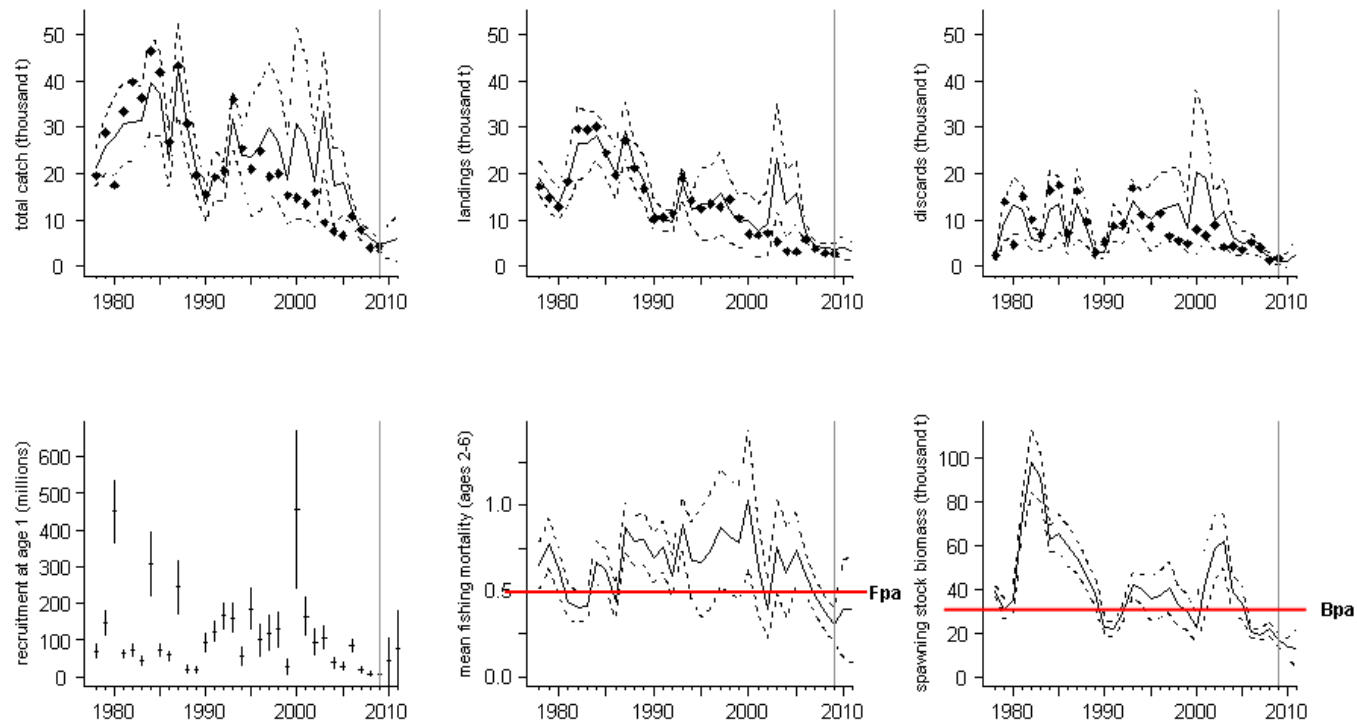 total catch (thousand t)
50
40
30
20
10
0
1980 1990 2000 2010
landings (thousand t)
50
40
30
20
10
0
1980 1990 2000 2010
discards (thousand t)
50
40
30
20
10
0
1980 1990 2000 2010
recruitment at age 1 (millions)
600
500
400
300
200
100
0
1980 1990 2000 2010
mean fishing mortality (ages 2-6)
1.0
0.5
0.0
Fpa
1980 1990 2000 2010
spawning stock biomass (thousand t)
100
80
60
40
20
0
Bpa
1980 1990 2000 2010